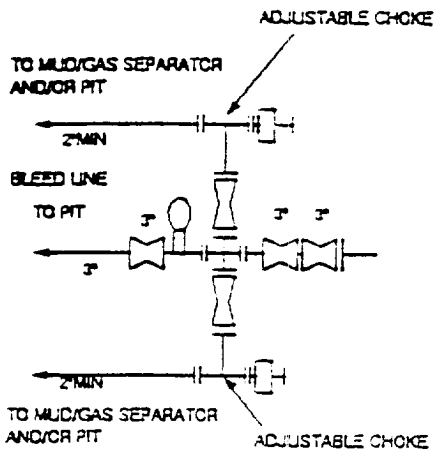 ADJUSTABLE CHOKE
TO MUD/GAS SEPARATOR
AND/OR PIT
2"MIN
BLEED LINE
TO PIT
3"
3"
3"
3"
2"MIN
TO MUD/GAS SEPARATOR
AND/OR PIT
ADJUSTABLE CHOKE